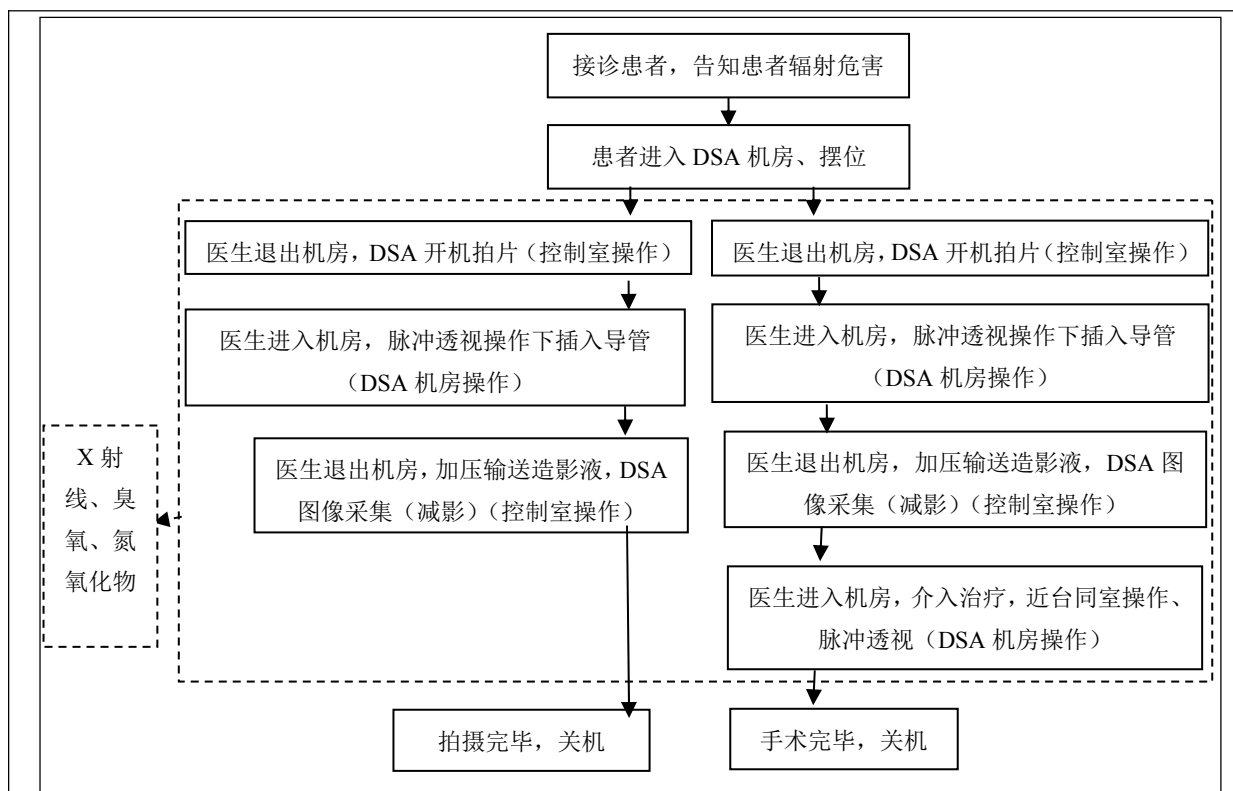 接诊患者，告知患者辐射危害
患者进入 DSA 机房、摆位
医生退出机房，DSA 开机拍片（控制室操作）
医生进入机房，脉冲透视操作下插入导管
（DSA 机房操作）
医生退出机房，加压输送造影液，DSA
图像采集（减影）（控制室操作）
拍摄完毕，关机
医生退出机房，DSA 开机拍片（控制室操作）
医生进入机房，脉冲透视操作下插入导管
（DSA 机房操作）
医生退出机房，加压输送造影液，DSA 图
像采集（减影）（控制室操作）
医生进入机房，介入治疗，近台同室操作、
脉冲透视（DSA 机房操作）
手术完毕，关机
X 射
线、臭
氧、氮
氧化物